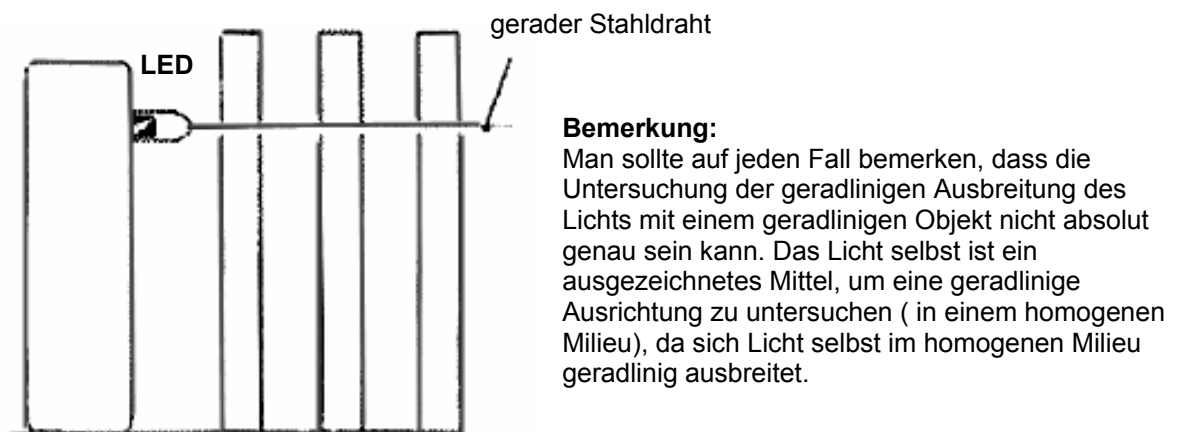 gerader Stahldraht
LED
Bemerkung:
Man sollte auf jeden Fall bemerken, dass die
Untersuchung der geradlinigen Ausbreitung des
Lichts mit einem geradlinigen Objekt nicht absolut
genau sein kann. Das Licht selbst ist ein
ausgezeichnetes Mittel, um eine geradlinige
Ausrichtung zu untersuchen ( in einem homogenen
Milieu), da sich Licht selbst im homogenen Milieu
geradlinig ausbreitet.